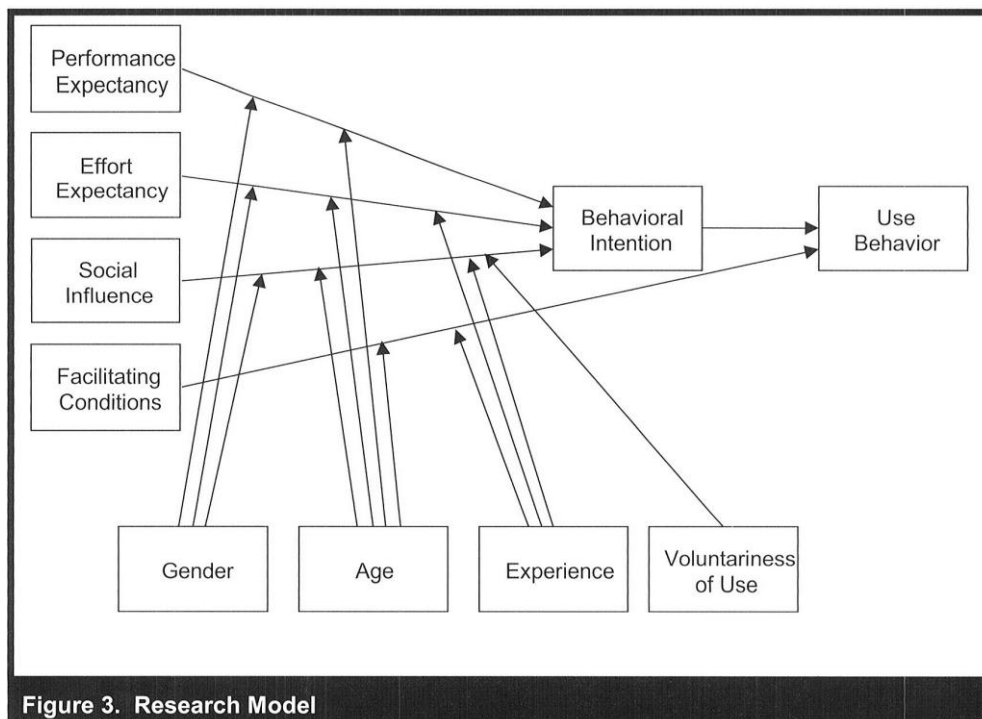 Performance
Expectancy
Effort
Expectancy
Social
Influence
Facilitating
Conditions
Behavioral
Intention
Use
Behavior
Gender
Age
Experience
Voluntariness
of Use
Figure 3. Research Model